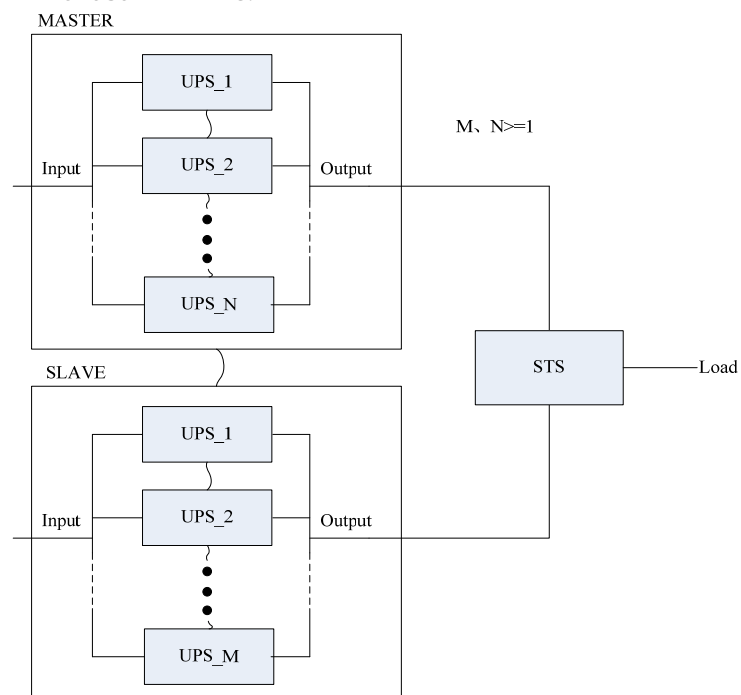 MASTER
UPS_1
M、N>=1
Input
UPS_2
Output
UPS_N
STS
Load
SLAVE
UPS_1
Input
UPS_2
Output
UPS_M